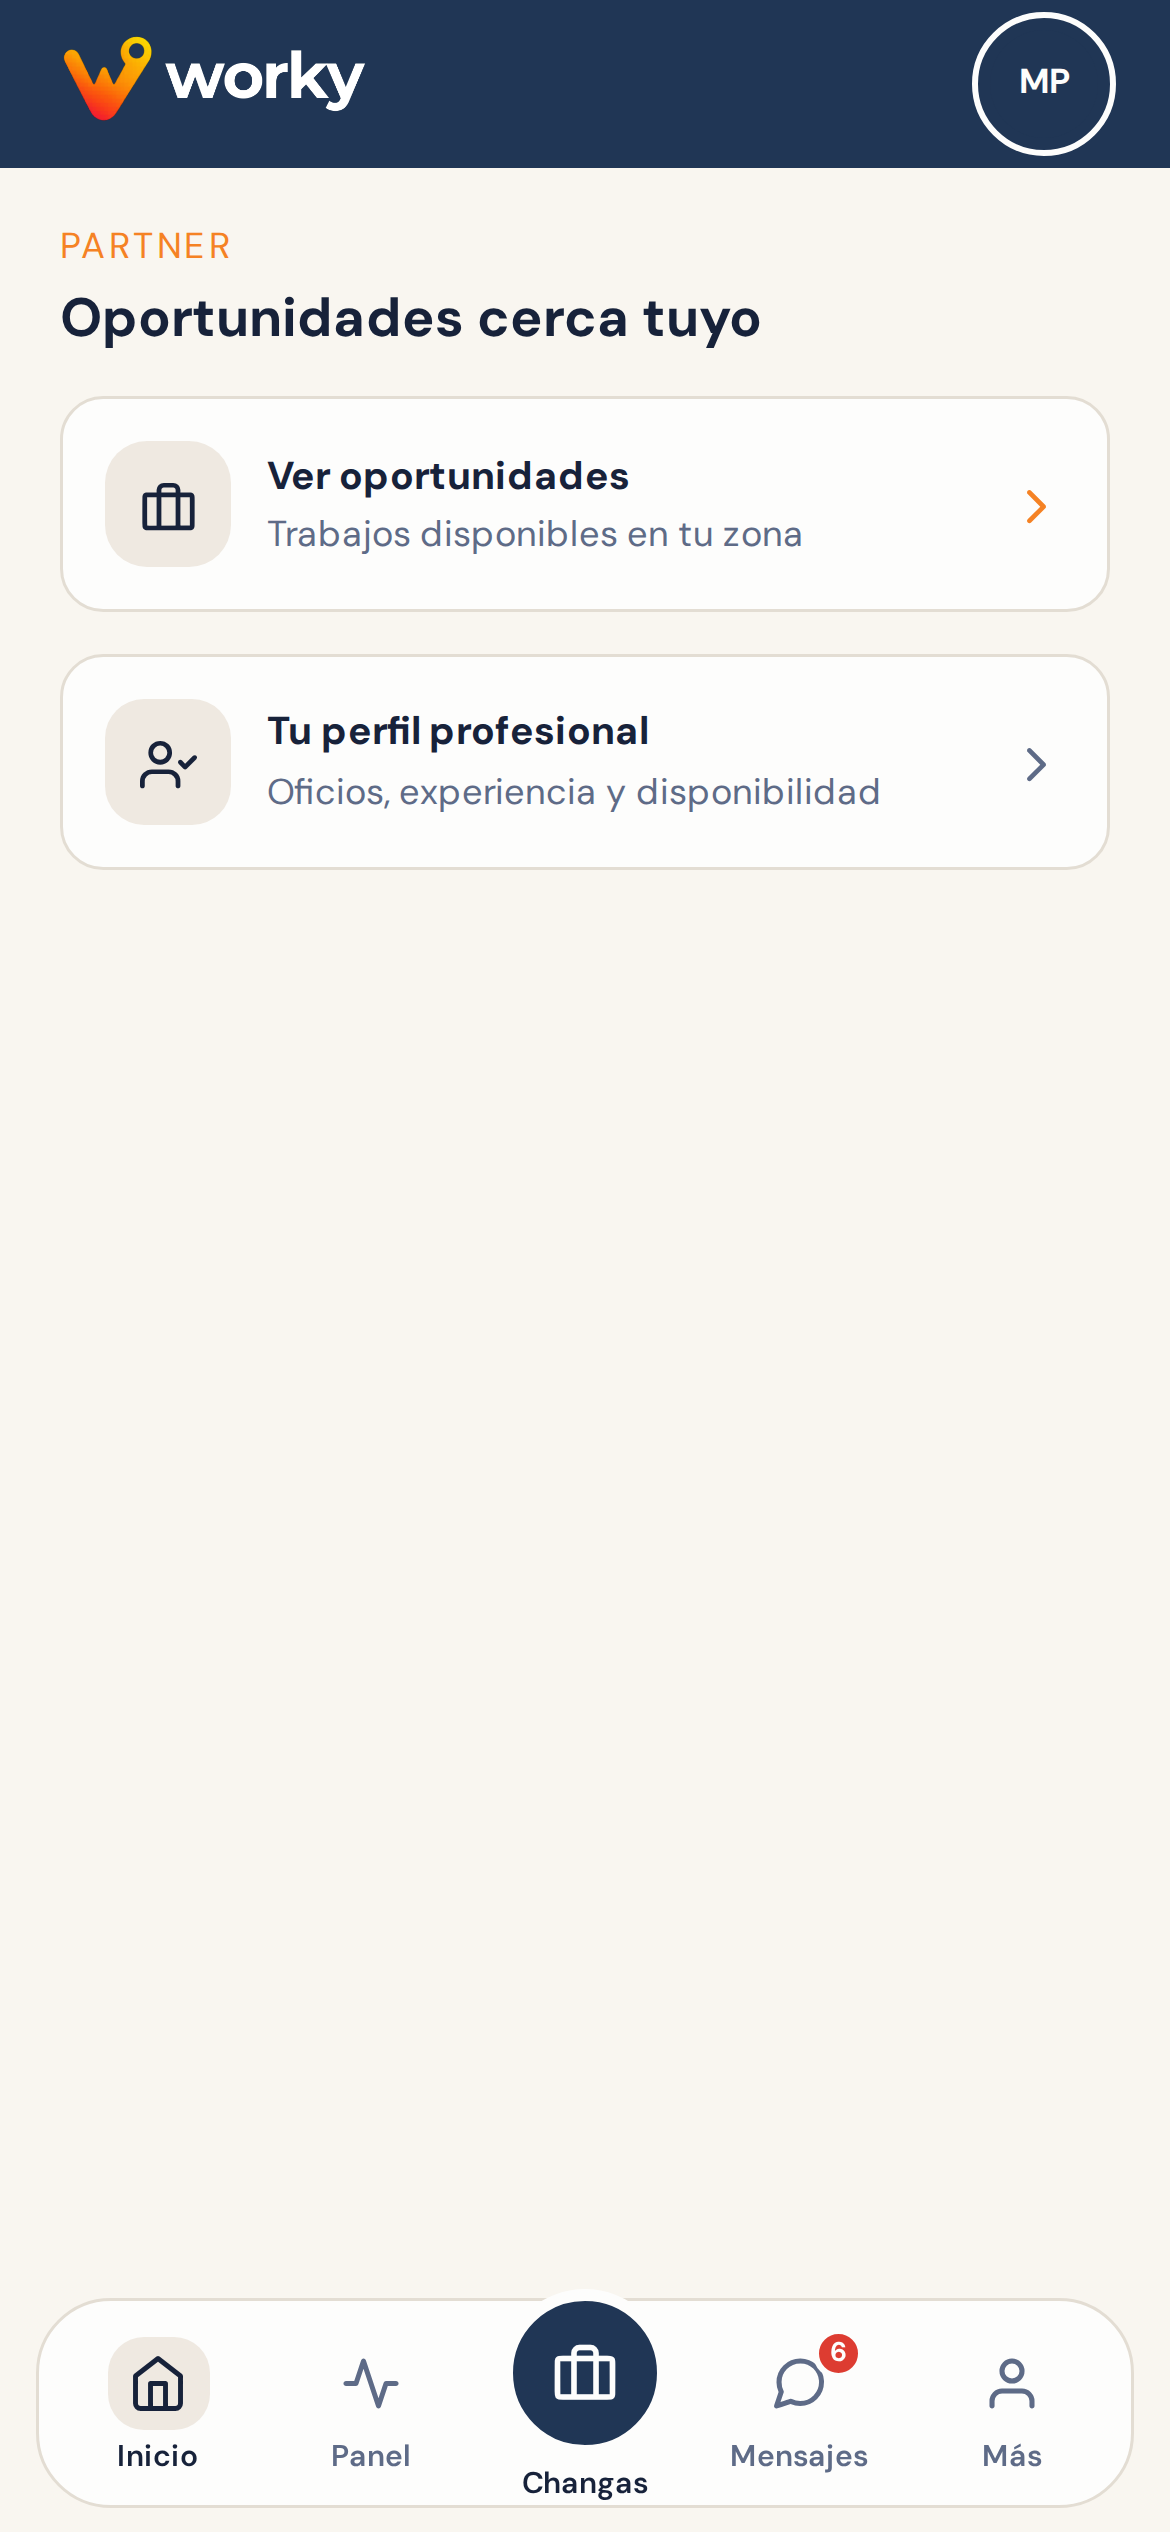 worky
MP
PARTNER
Oportunidades cerca tuyo
Ver oportunidades
Trabajos disponibles en tu zona
Tu perfil profesional
Oficios, experiencia y disponibilidad
6
Inicio
Panel
Changas
Mensajes
Más